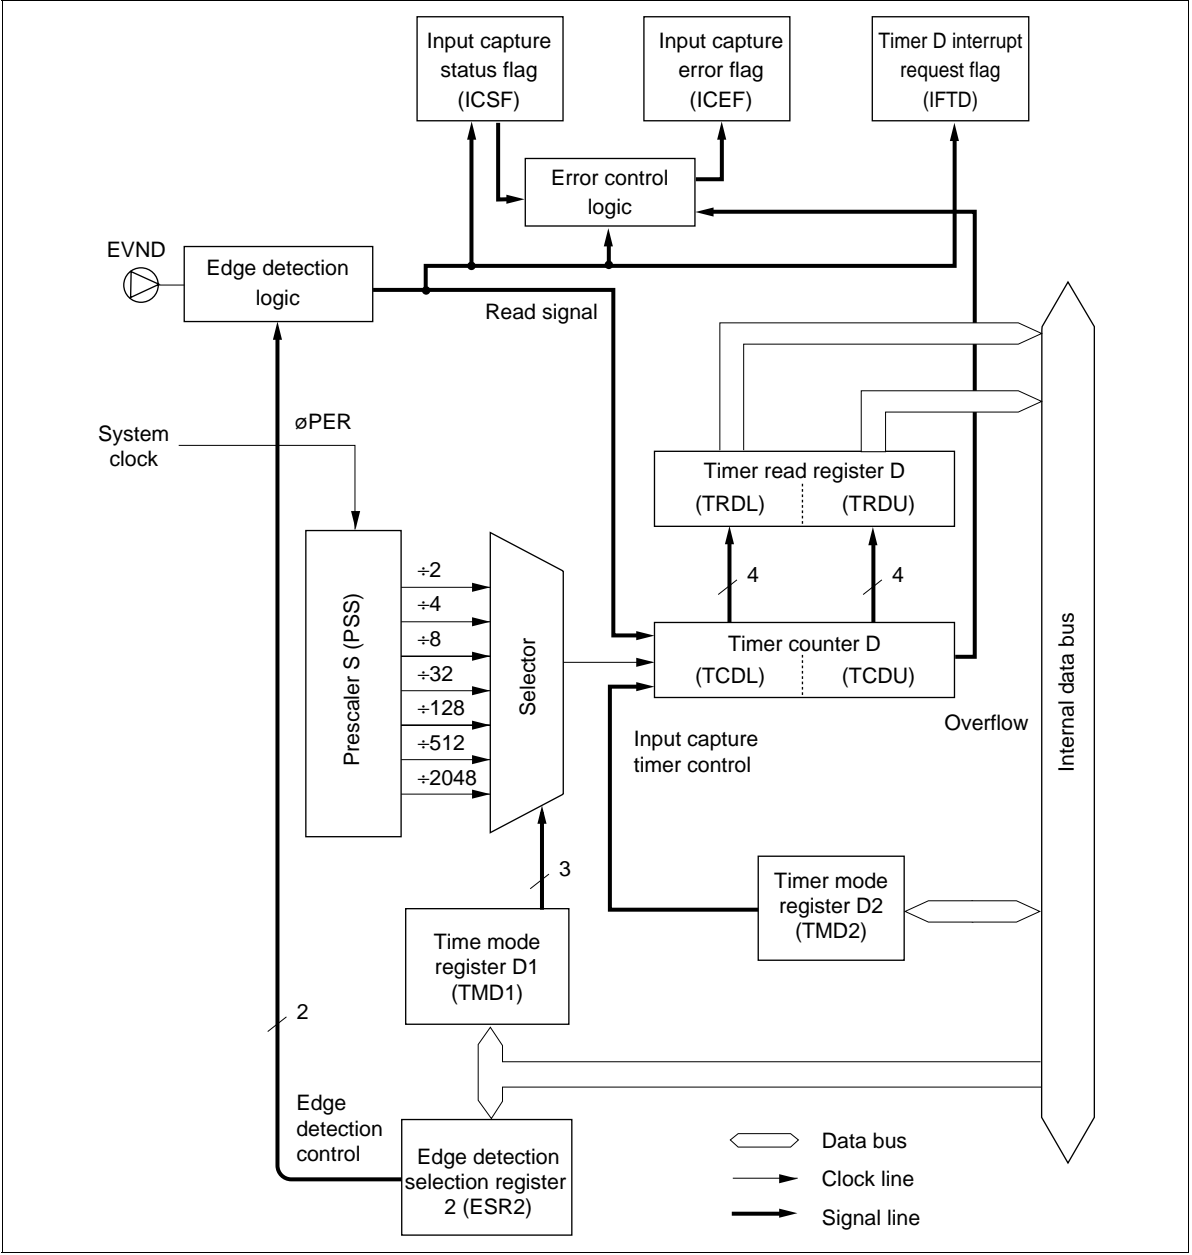 Input capture
status flag
(ICSF)
Input capture
error flag
(ICEF)
Timer D interrupt
request flag
(IFTD)
Error control
logic
EVND
Edge detection
logic
Read signal
øPER
System
clock
Timer read register D
(TRDL)
(TRDU)
4
4
Prescaler S (PSS)
÷2
÷4
÷8
÷32
÷128
÷512
÷2048
Selector
Timer counter D
(TCDL)
(TCDU)
Internal data bus
Overflow
Input capture
timer control
3
Timer mode
register D2
(TMD2)
Time mode
register D1
(TMD1)
2
Edge
detection
control
Edge detection
selection register
2 (ESR2)
Data bus
Clock line
Signal line